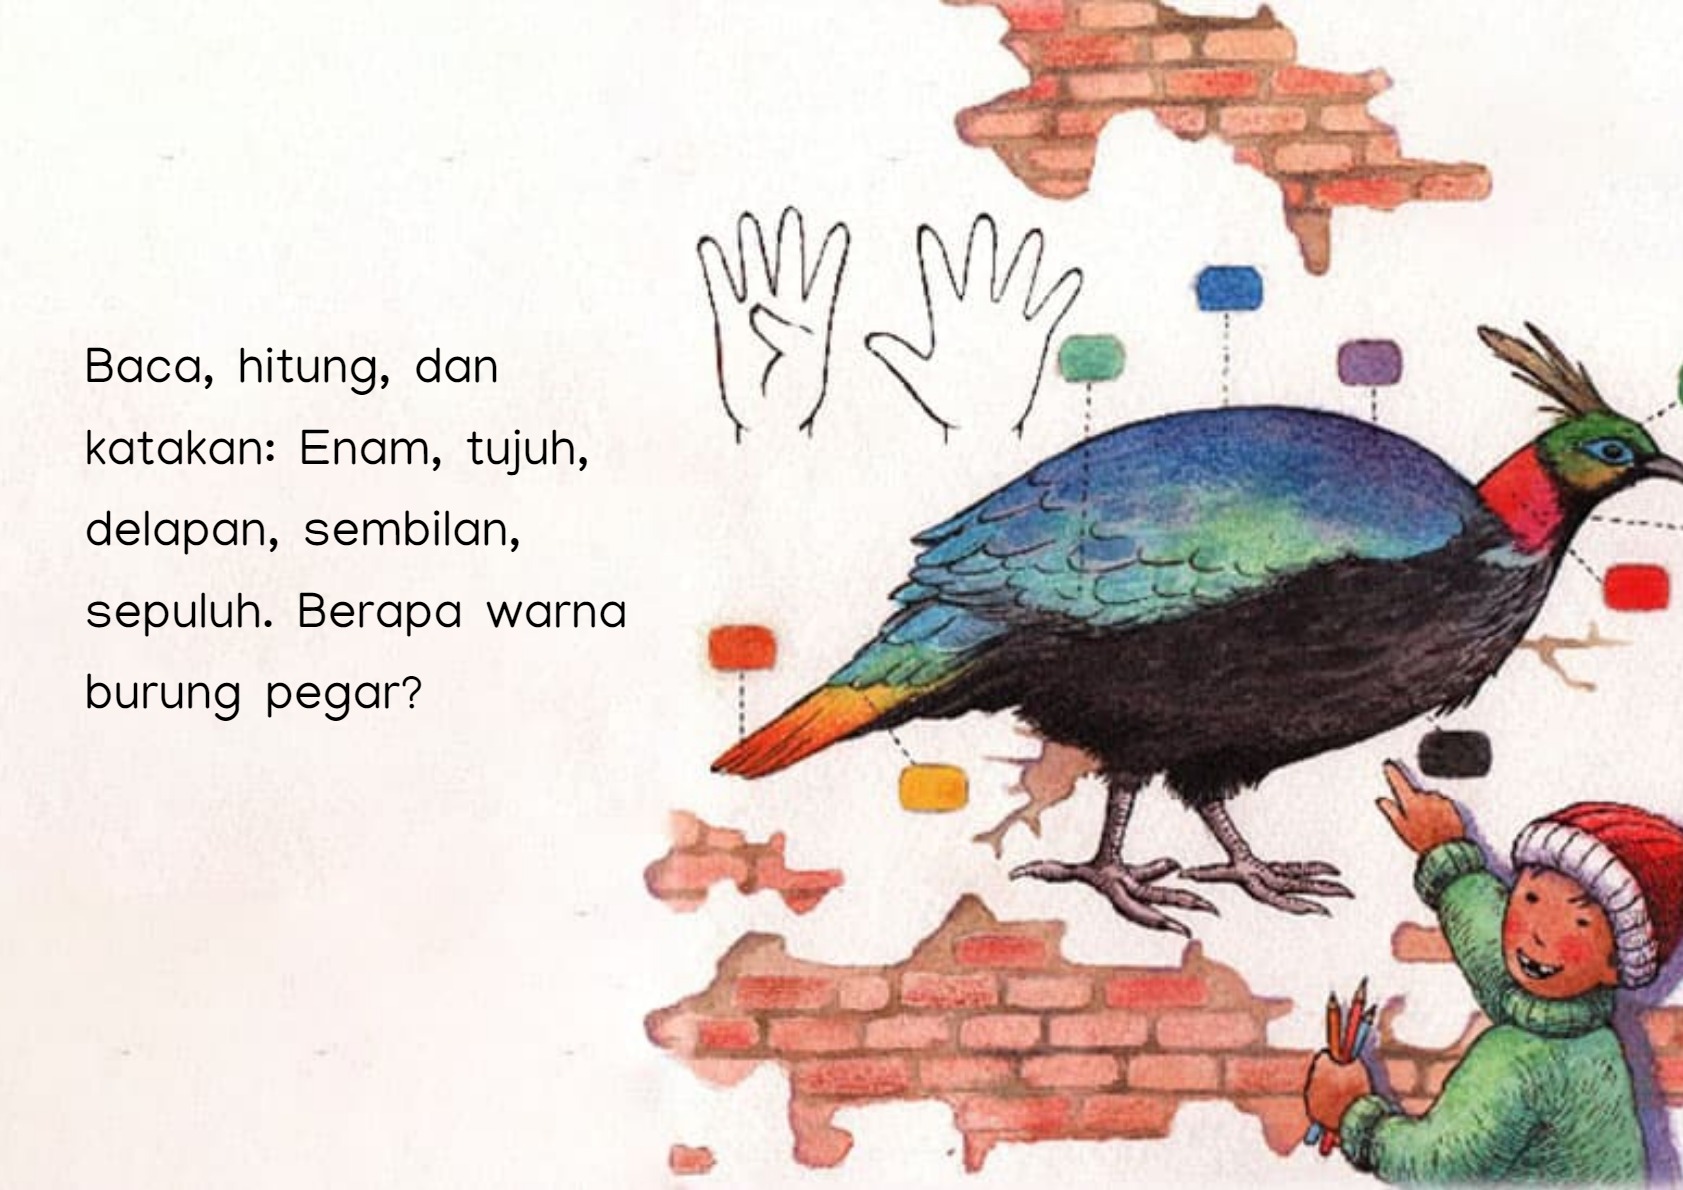 Baca, hitung, dan
katakan: Enam, tujuh,
delapan, sembilan,
sepuluh. Berapa warna
burung pegar?